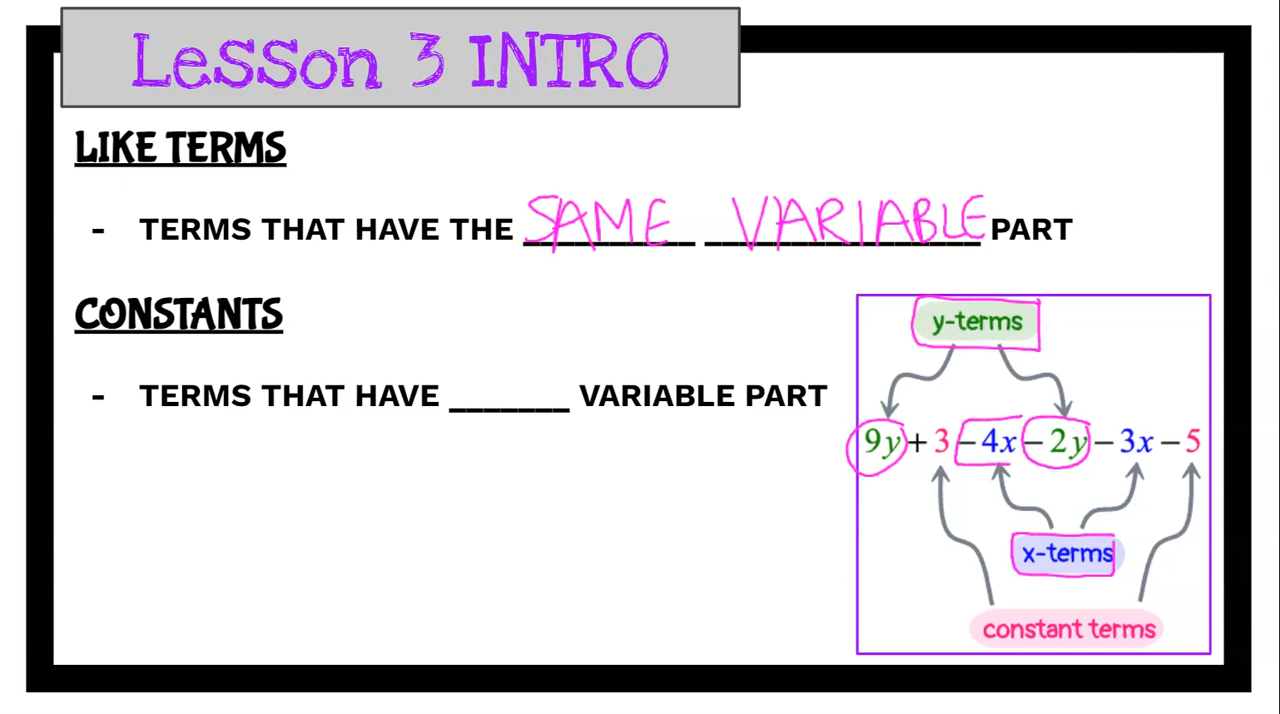 Lesson 3 INTRO
LIKE TERMS
- TERMS THAT HAVE THE SAME VARIABLE PART
CONSTANTS
- TERMS THAT HAVE _______ VARIABLE PART
y-terms
9y + 3 − 4x − 2y − 3x − 5
x-terms
constant terms